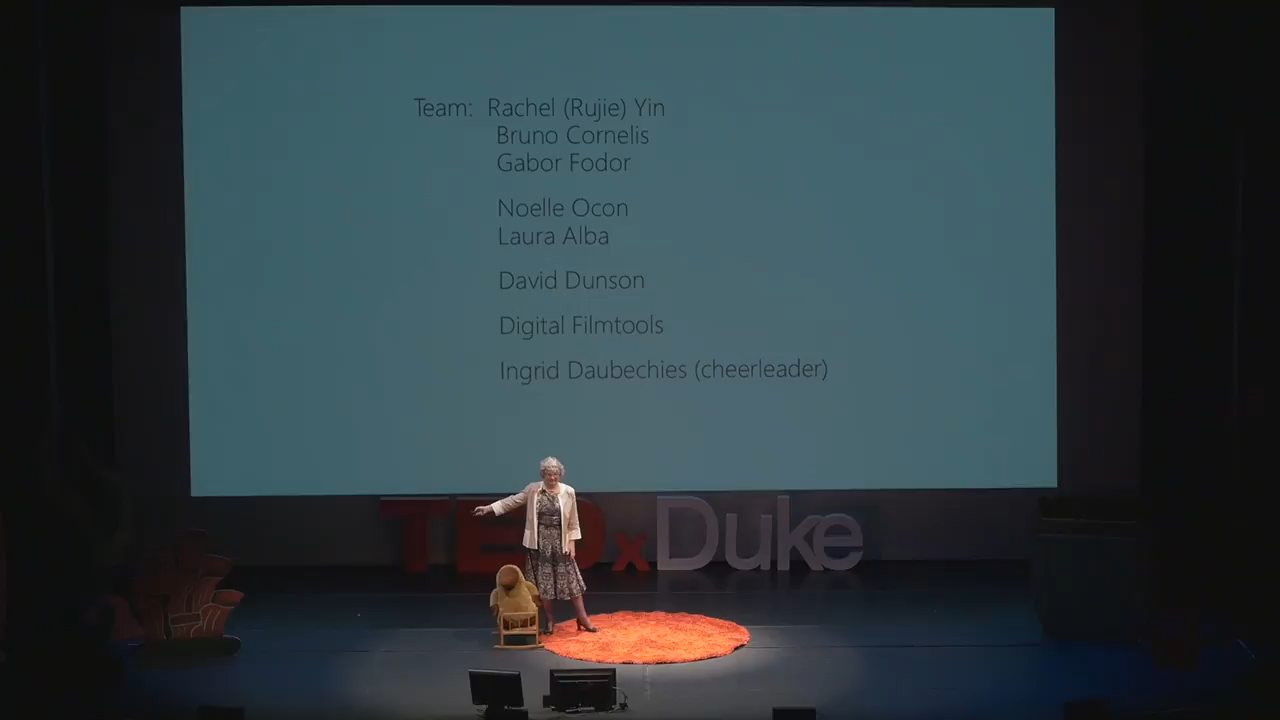 Team: Rachel (Rujie) Yin
Bruno Cornelis
Gabor Fodor
Noelle Ocon
Laura Alba
David Dunson
Digital Filmtools
Ingrid Daubechies (cheerleader)
TEDxDuke